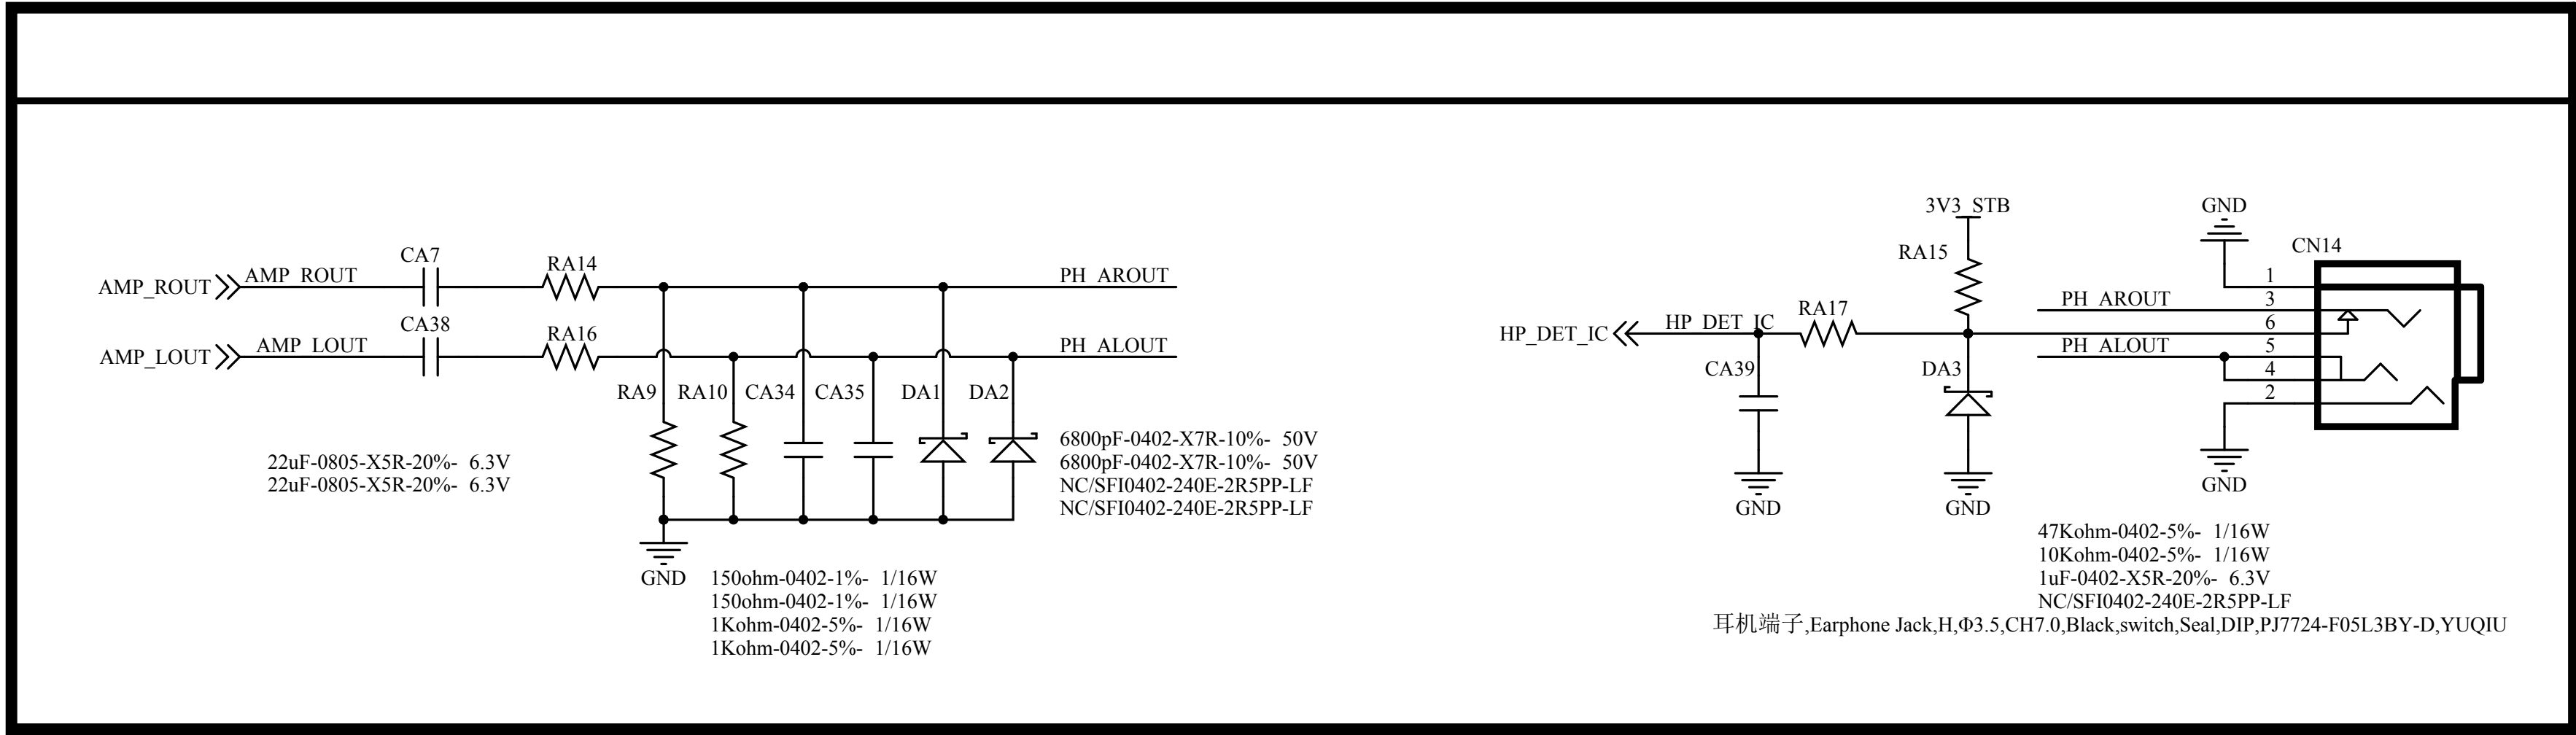 AMP_ROUT
AMP_ROUT
CA7
RA14
PH_AROUT
AMP_LOUT
AMP_LOUT
CA38
RA16
PH_ALOUT
RA9
RA10
CA34
CA35
DA1
DA2
22uF-0805-X5R-20%- 6.3V
22uF-0805-X5R-20%- 6.3V
6800pF-0402-X7R-10%- 50V
6800pF-0402-X7R-10%- 50V
NC/SFI0402-240E-2R5PP-LF
NC/SFI0402-240E-2R5PP-LF
GND
150ohm-0402-1%- 1/16W
150ohm-0402-1%- 1/16W
1Kohm-0402-5%- 1/16W
1Kohm-0402-5%- 1/16W
3V3_STB
RA15
HP_DET_IC
HP_DET_IC
RA17
CA39
DA3
GND
GND
GND
CN14
1
PH_AROUT
3
6
PH_ALOUT
5
4
2
GND
47Kohm-0402-5%- 1/16W
10Kohm-0402-5%- 1/16W
1uF-0402-X5R-20%- 6.3V
NC/SFI0402-240E-2R5PP-LF
耳机端子,Earphone Jack,H,Φ3.5,CH7.0,Black,switch,Seal,DIP,PJ7724-F05L3BY-D,YUQIU